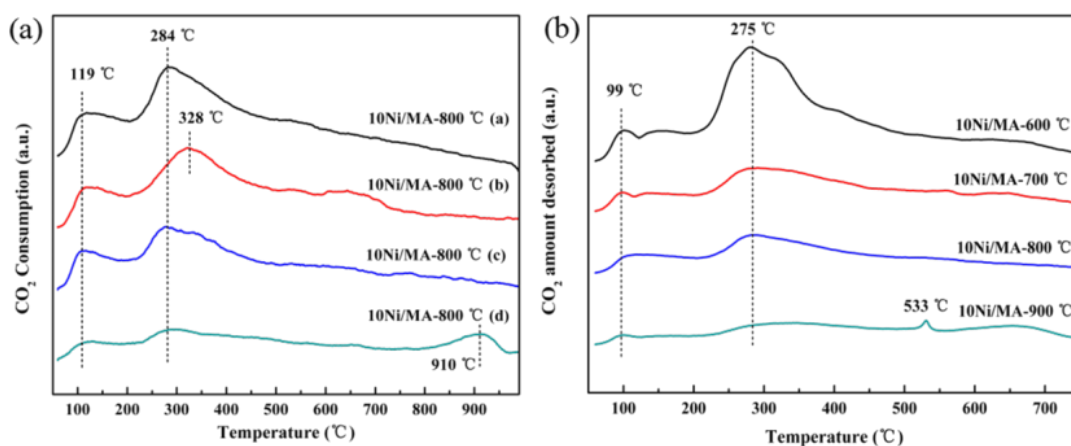 (a)
284 ℃
119 ℃
328 ℃
10Ni/MA-800 ℃ (a)
10Ni/MA-800 ℃ (b)
10Ni/MA-800 ℃ (c)
10Ni/MA-800 ℃ (d)
910 ℃
CO2 Consumption (a.u.)
100 200 300 400 500 600 700 800 900
Temperature (℃)
(b)
275 ℃
99 ℃
10Ni/MA-600 ℃
10Ni/MA-700 ℃
10Ni/MA-800 ℃
533 ℃
10Ni/MA-900 ℃
CO2 amount desorbed (a.u.)
100 200 300 400 500 600 700
Temperature (℃)